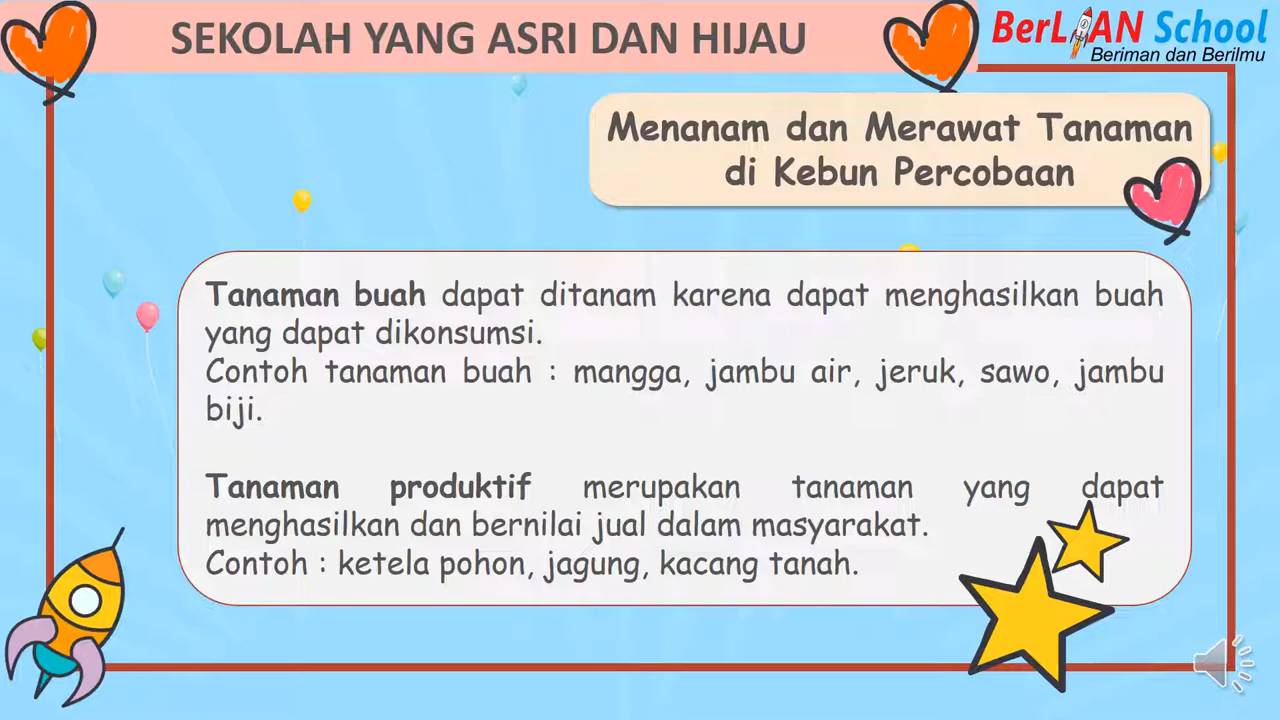 SEKOLAH YANG ASRI DAN HIJAU
BerLIAN School
Beriman dan Berilmu
Menanam dan Merawat Tanaman
di Kebun Percobaan
Tanaman buah dapat ditanam karena dapat menghasilkan buah
yang dapat dikonsumsi.
Contoh tanaman buah : mangga, jambu air, jeruk, sawo, jambu
biji.
Tanaman produktif merupakan tanaman yang dapat
menghasilkan dan bernilai jual dalam masyarakat.
Contoh : ketela pohon, jagung, kacang tanah.